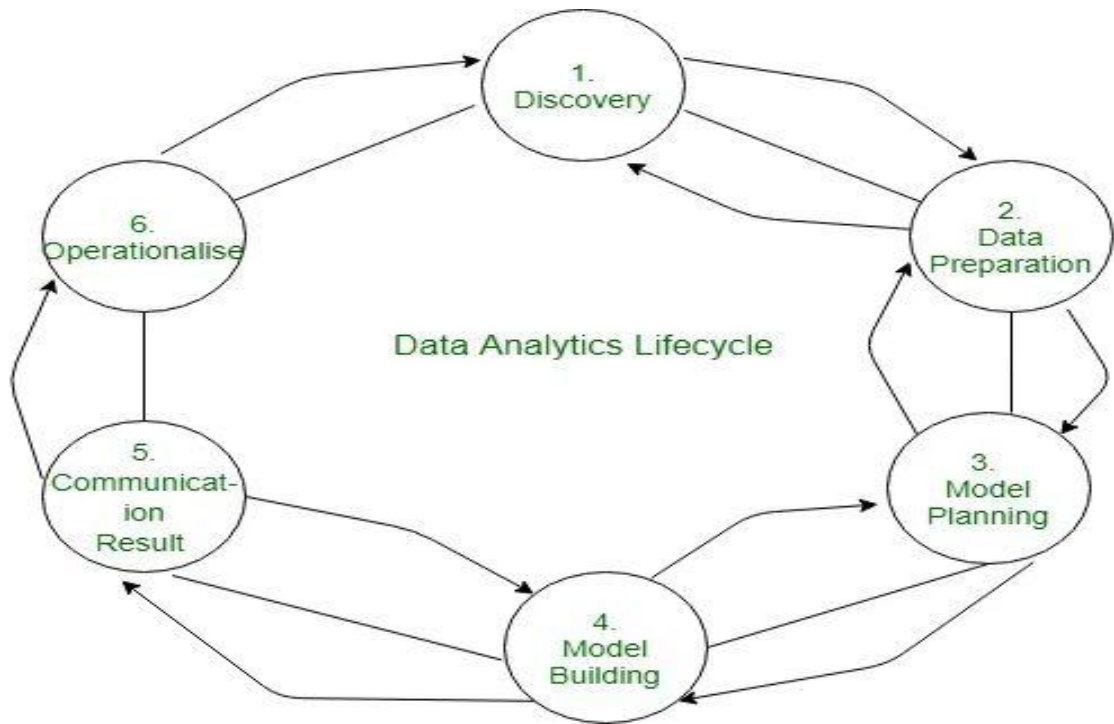 1.
Discovery
2.
Data
Preparation
3.
Model
Planning
4.
Model
Building
5.
Communicat-
ion
Result
6.
Operationalise
Data Analytics Lifecycle